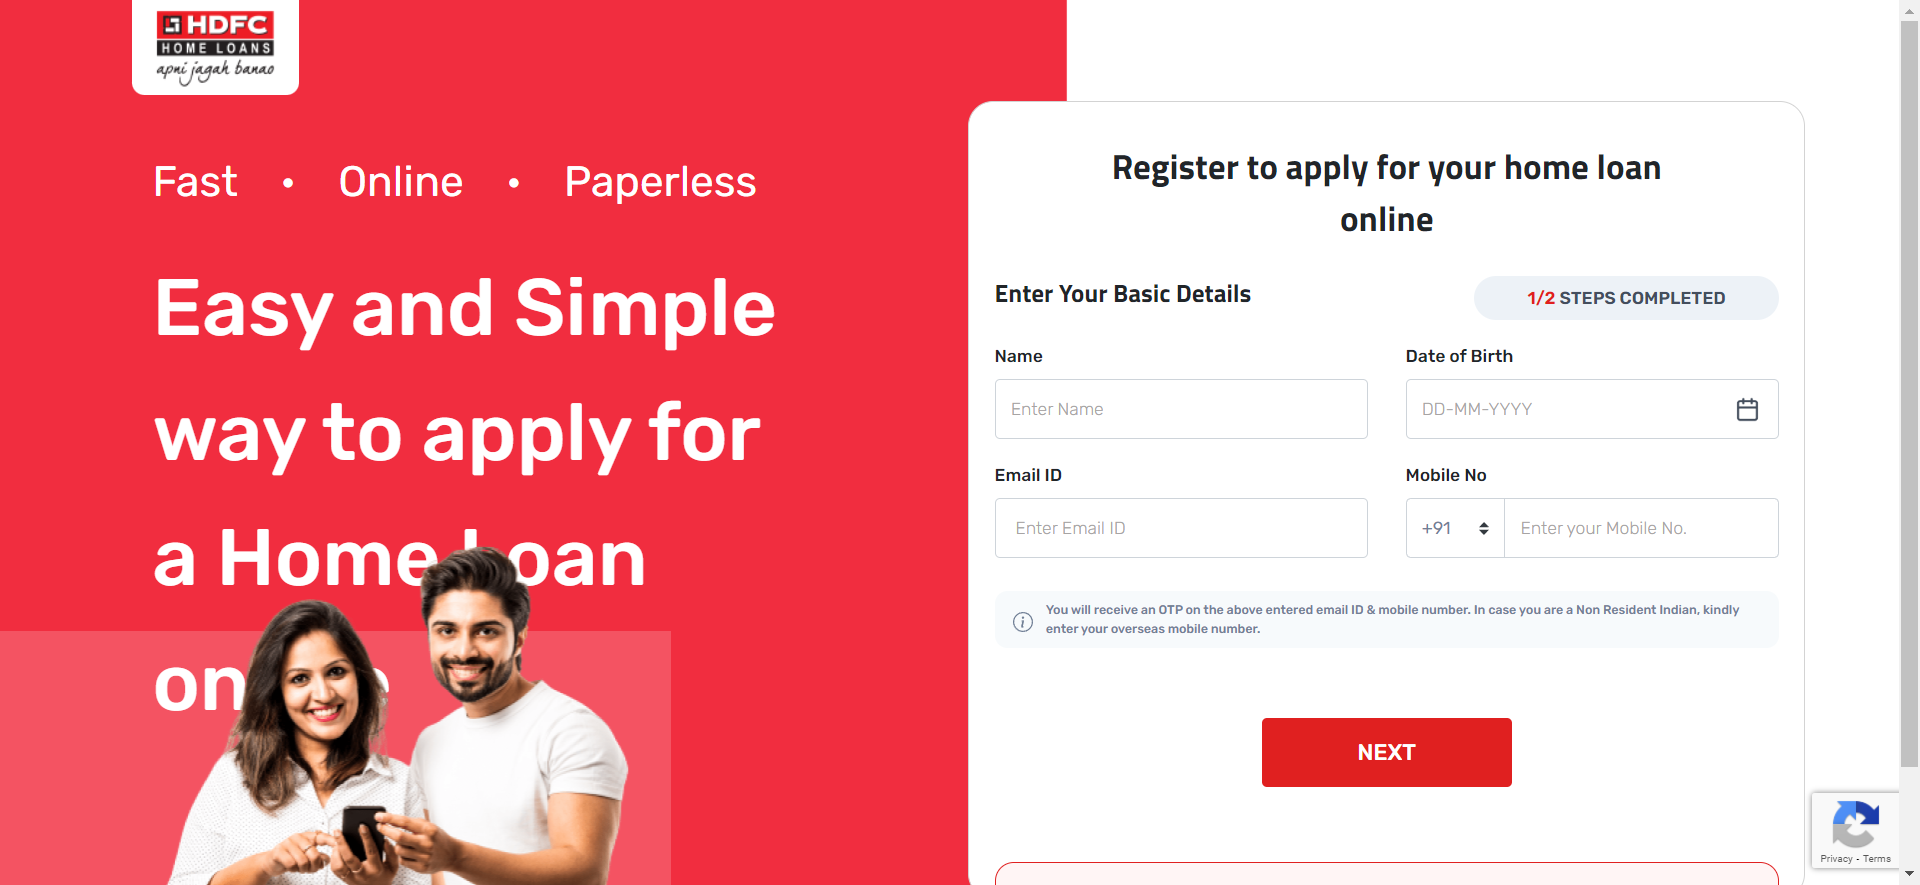 HDFC
HOME LOANS
apni jagah banao
Fast • Online • Paperless
Easy and Simple
way to apply for
a Home Loan
on
Register to apply for your home loan
online
Enter Your Basic Details
1/2 STEPS COMPLETED
Name
Date of Birth
Enter Name
DD-MM-YYYY
Email ID
Mobile No
Enter Email ID
+91
Enter your Mobile No.
You will receive an OTP on the above entered email ID & mobile number. In case you are a Non Resident Indian, kindly
enter your overseas mobile number.
NEXT
Privacy - Terms